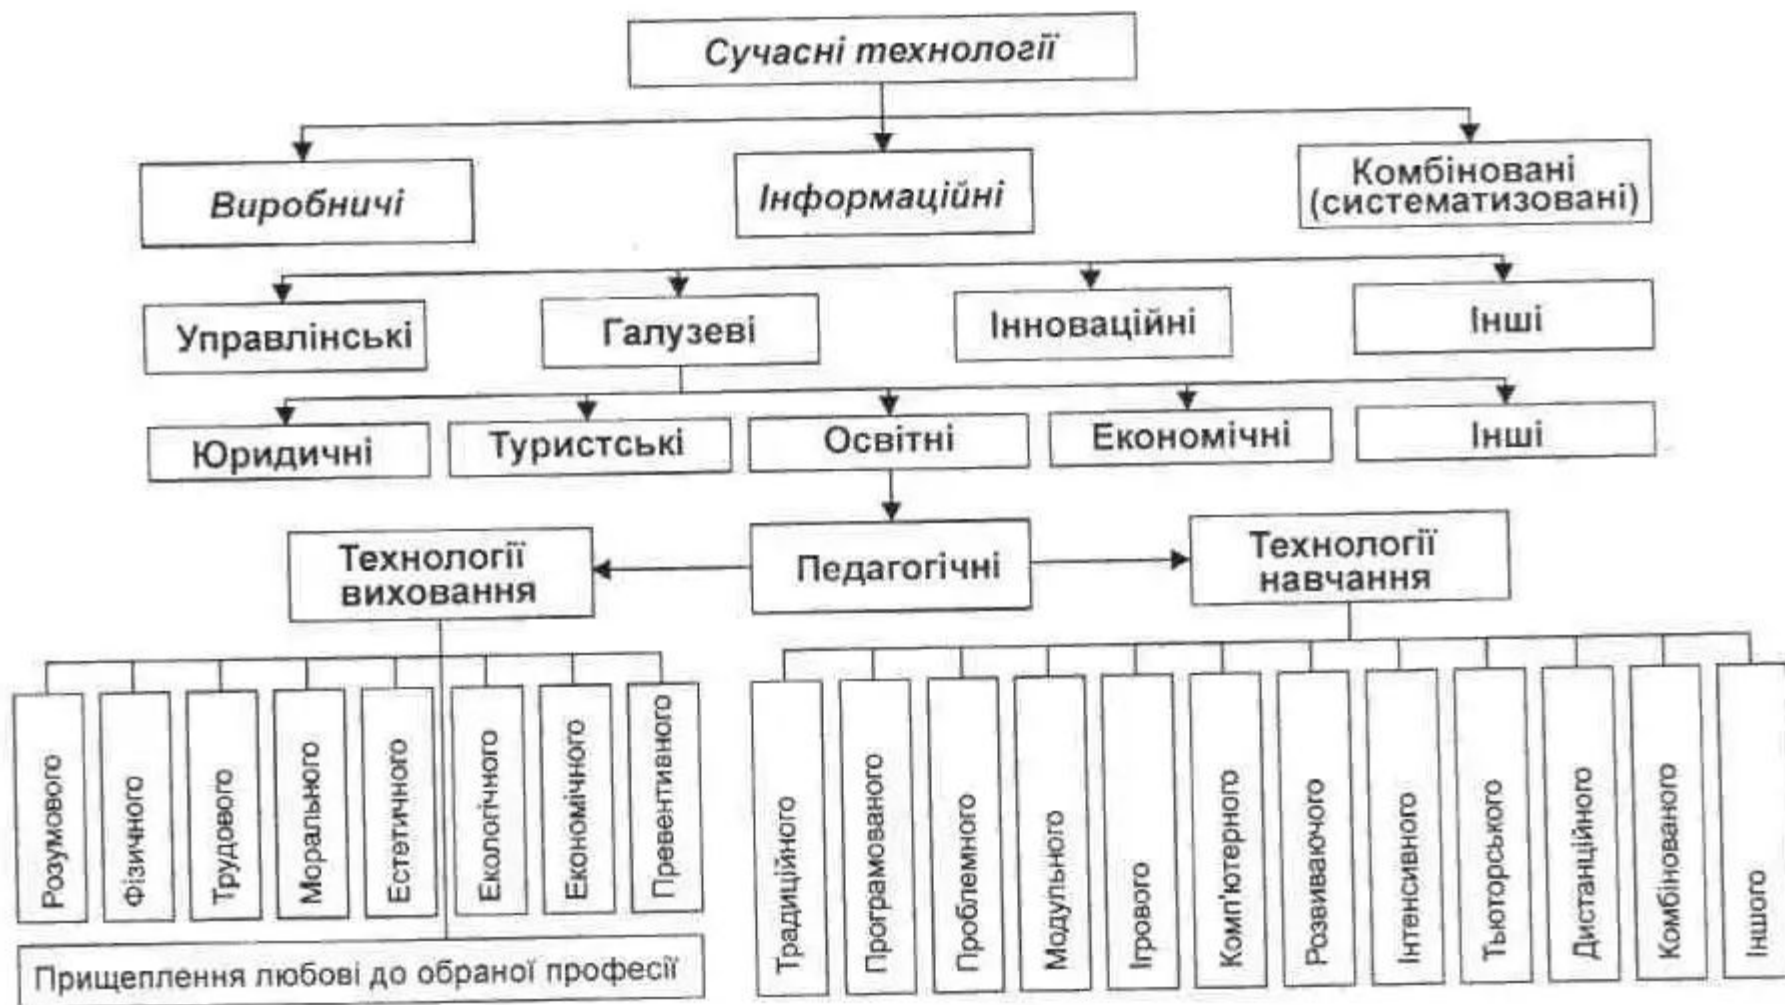 Сучасні технології
Виробничі
Інформаційні
Комбіновані
(систематизовані)
Управлінські
Галузеві
Інноваційні
Інші
Юридичні
Туристські
Освітні
Економічні
Інші
Технології
виховання
Педагогічні
Технології
навчання
Розумового
Фізичного
Трудового
Морального
Естетичного
Екологічного
Економічного
Превентивного
Прищеплення любові до обраної професії
Традиційного
Програмованого
Проблемного
Модульного
Ігрового
Комп'ютерного
Розвиваючого
Інтенсивного
Тьюторського
Дистанційного
Комбінованого
Іншого